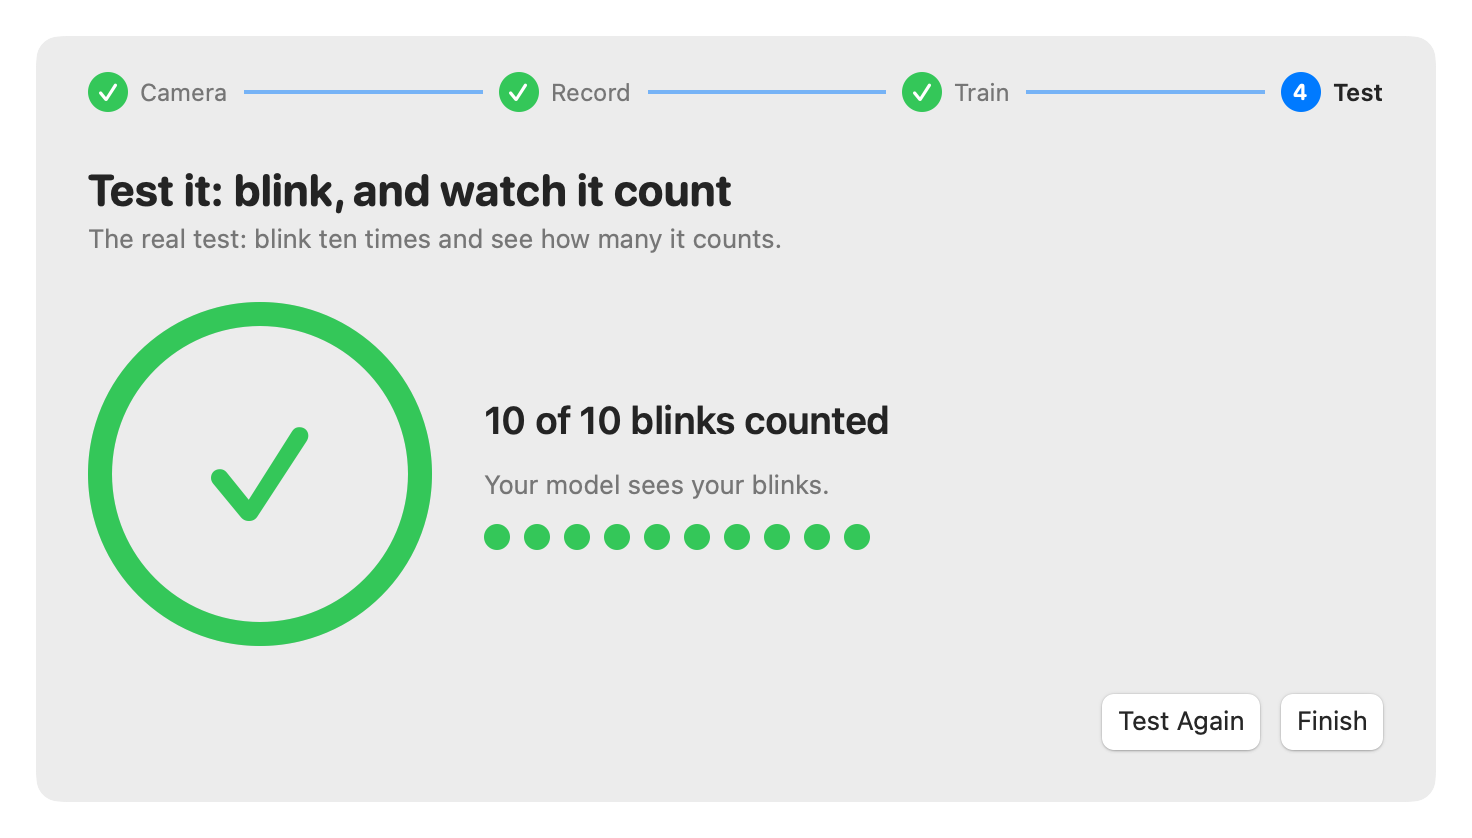 Camera
Record
Train
4 Test
Test it: blink, and watch it count
The real test: blink ten times and see how many it counts.
10 of 10 blinks counted
Your model sees your blinks.
Test Again
Finish